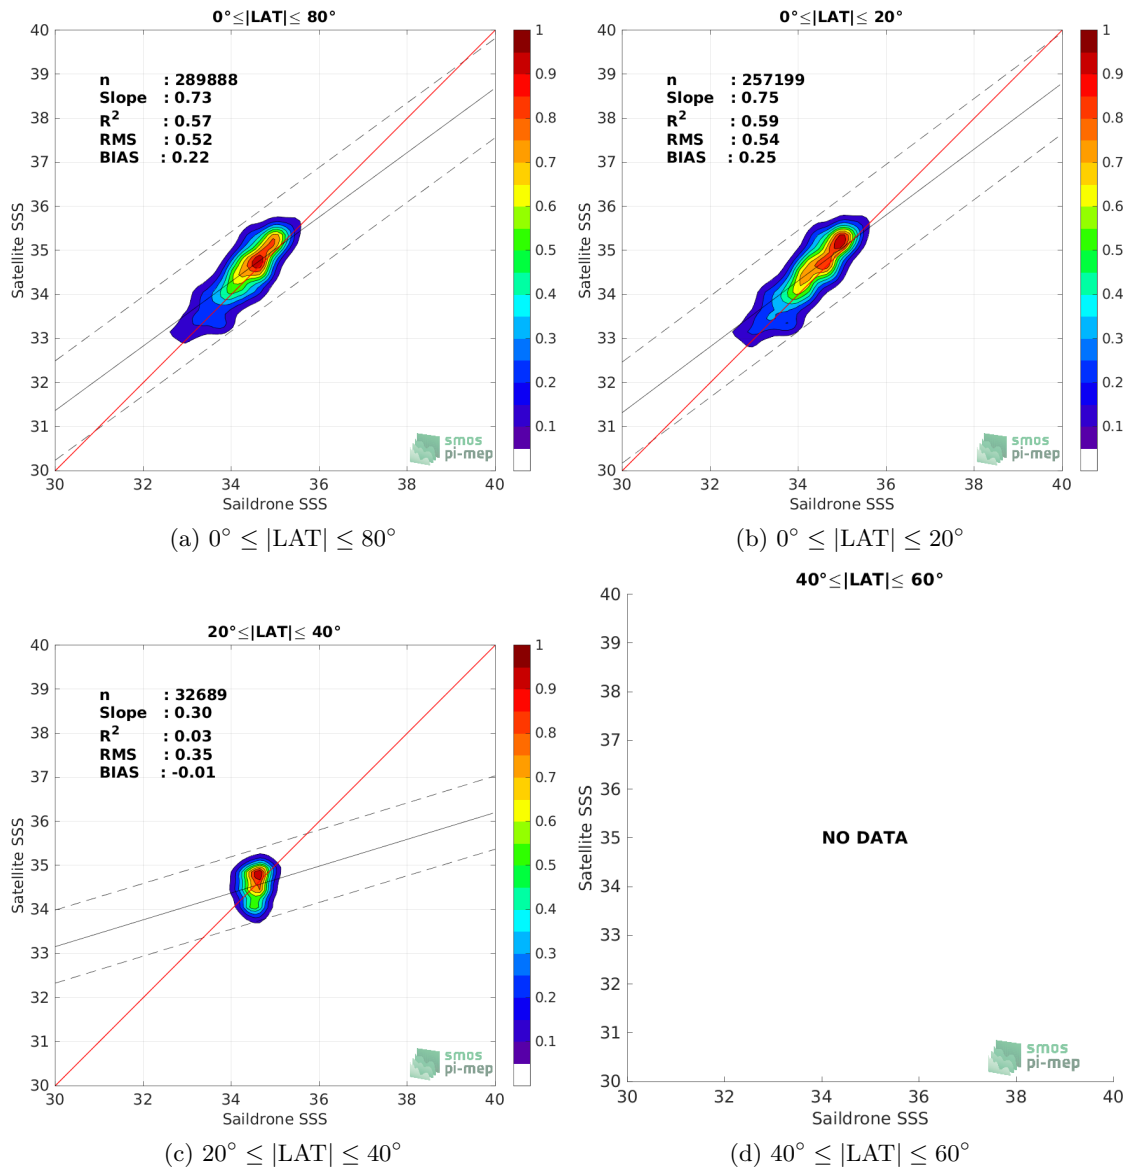 0°≤|LAT|≤ 80°
40
39
38
37
36
35
34
33
32
31
30
Satellite SSS
n : 289888
Slope : 0.73
R2 : 0.57
RMS : 0.52
BIAS : 0.22
smos
pi-mep
30 32 34 36 38 40
Saildrone SSS
1
0.9
0.8
0.7
0.6
0.5
0.4
0.3
0.2
0.1
(a) 0° ≤ |LAT| ≤ 80°
0°≤|LAT|≤ 20°
40
39
38
37
36
35
34
33
32
31
30
Satellite SSS
n : 257199
Slope : 0.75
R2 : 0.59
RMS : 0.54
BIAS : 0.25
smos
pi-mep
30 32 34 36 38 40
Saildrone SSS
1
0.9
0.8
0.7
0.6
0.5
0.4
0.3
0.2
0.1
(b) 0° ≤ |LAT| ≤ 20°
20°≤|LAT|≤ 40°
40
39
38
37
36
35
34
33
32
31
30
Satellite SSS
n : 32689
Slope : 0.30
R2 : 0.03
RMS : 0.35
BIAS : -0.01
smos
pi-mep
30 32 34 36 38 40
Saildrone SSS
1
0.9
0.8
0.7
0.6
0.5
0.4
0.3
0.2
0.1
(c) 20° ≤ |LAT| ≤ 40°
40°≤|LAT|≤ 60°
40
39
38
37
36
35
34
33
32
31
30
Satellite SSS
NO DATA
smos
pi-mep
30 32 34 36 38 40
Saildrone SSS
(d) 40° ≤ |LAT| ≤ 60°